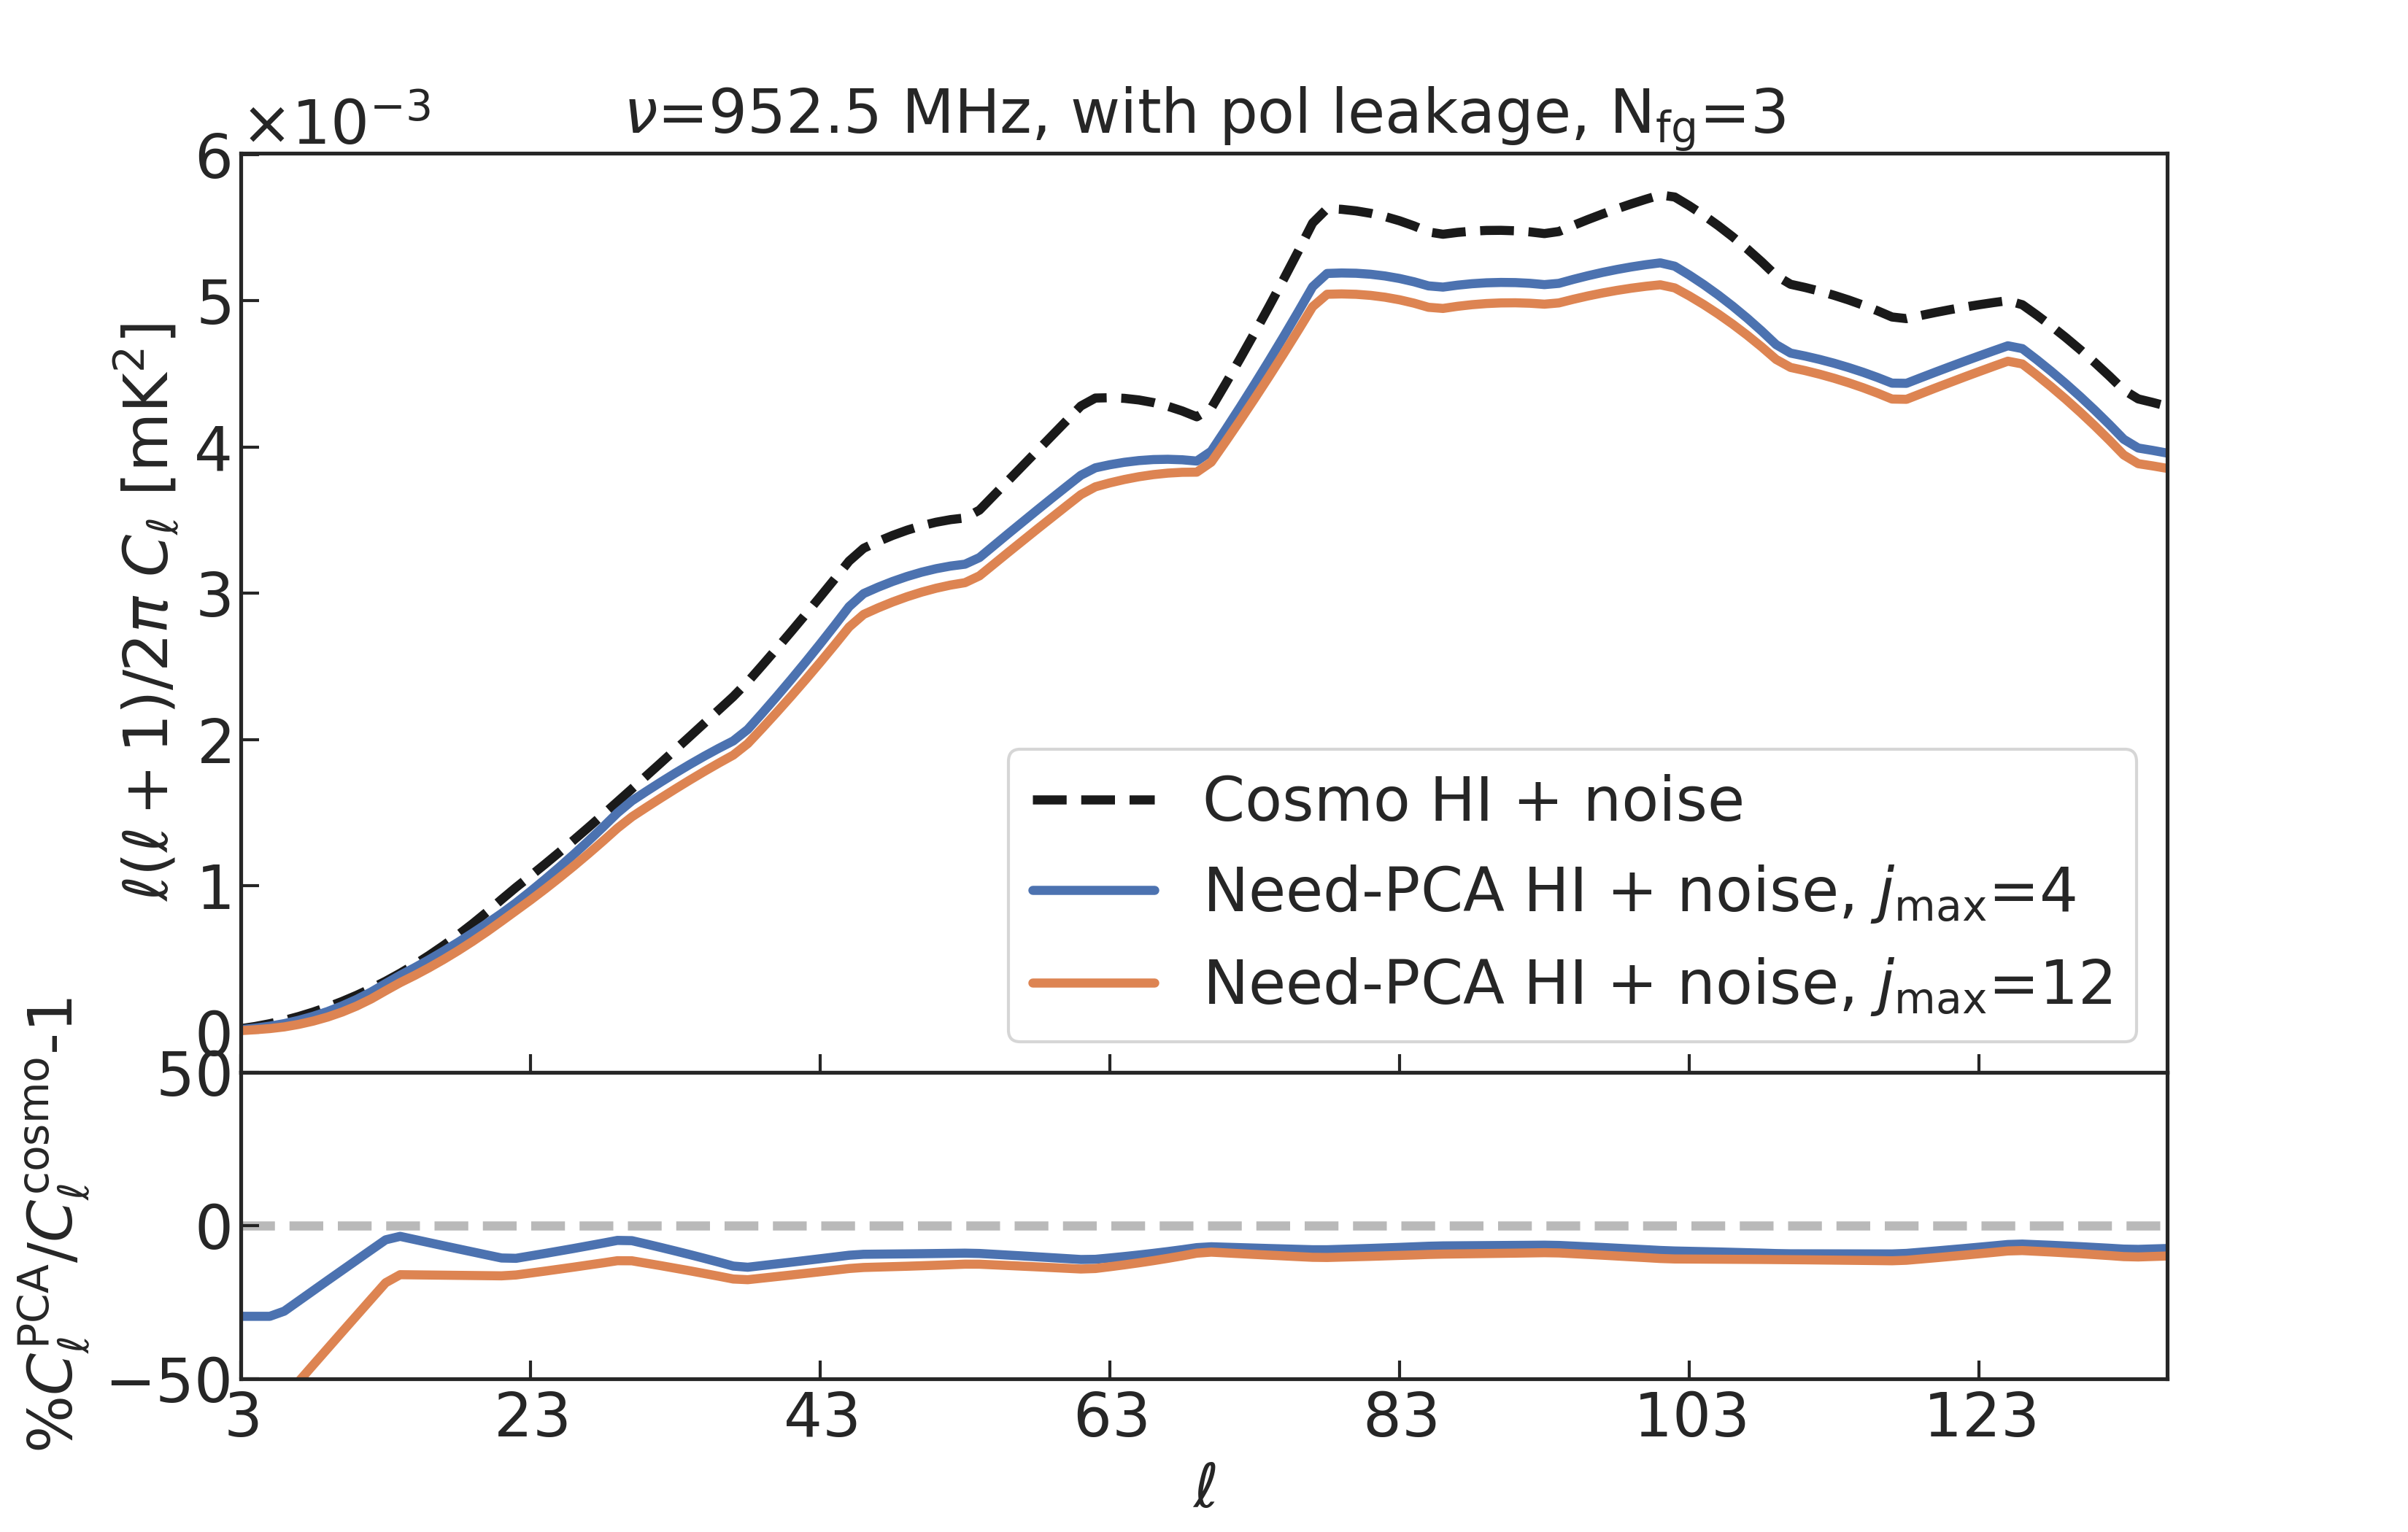 ×10⁻³
ν=952.5 MHz, with pol leakage, N_fg=3
ℓ(ℓ+1)/2π C_ℓ [mK²]
6
5
4
3
2
1
0
Cosmo HI + noise
Need-PCA HI + noise, j_max=4
Need-PCA HI + noise, j_max=12
%C_ℓ^PCA/C_ℓ^cosmo-1
50
0
−50
3 23 43 63 83 103 123
ℓ